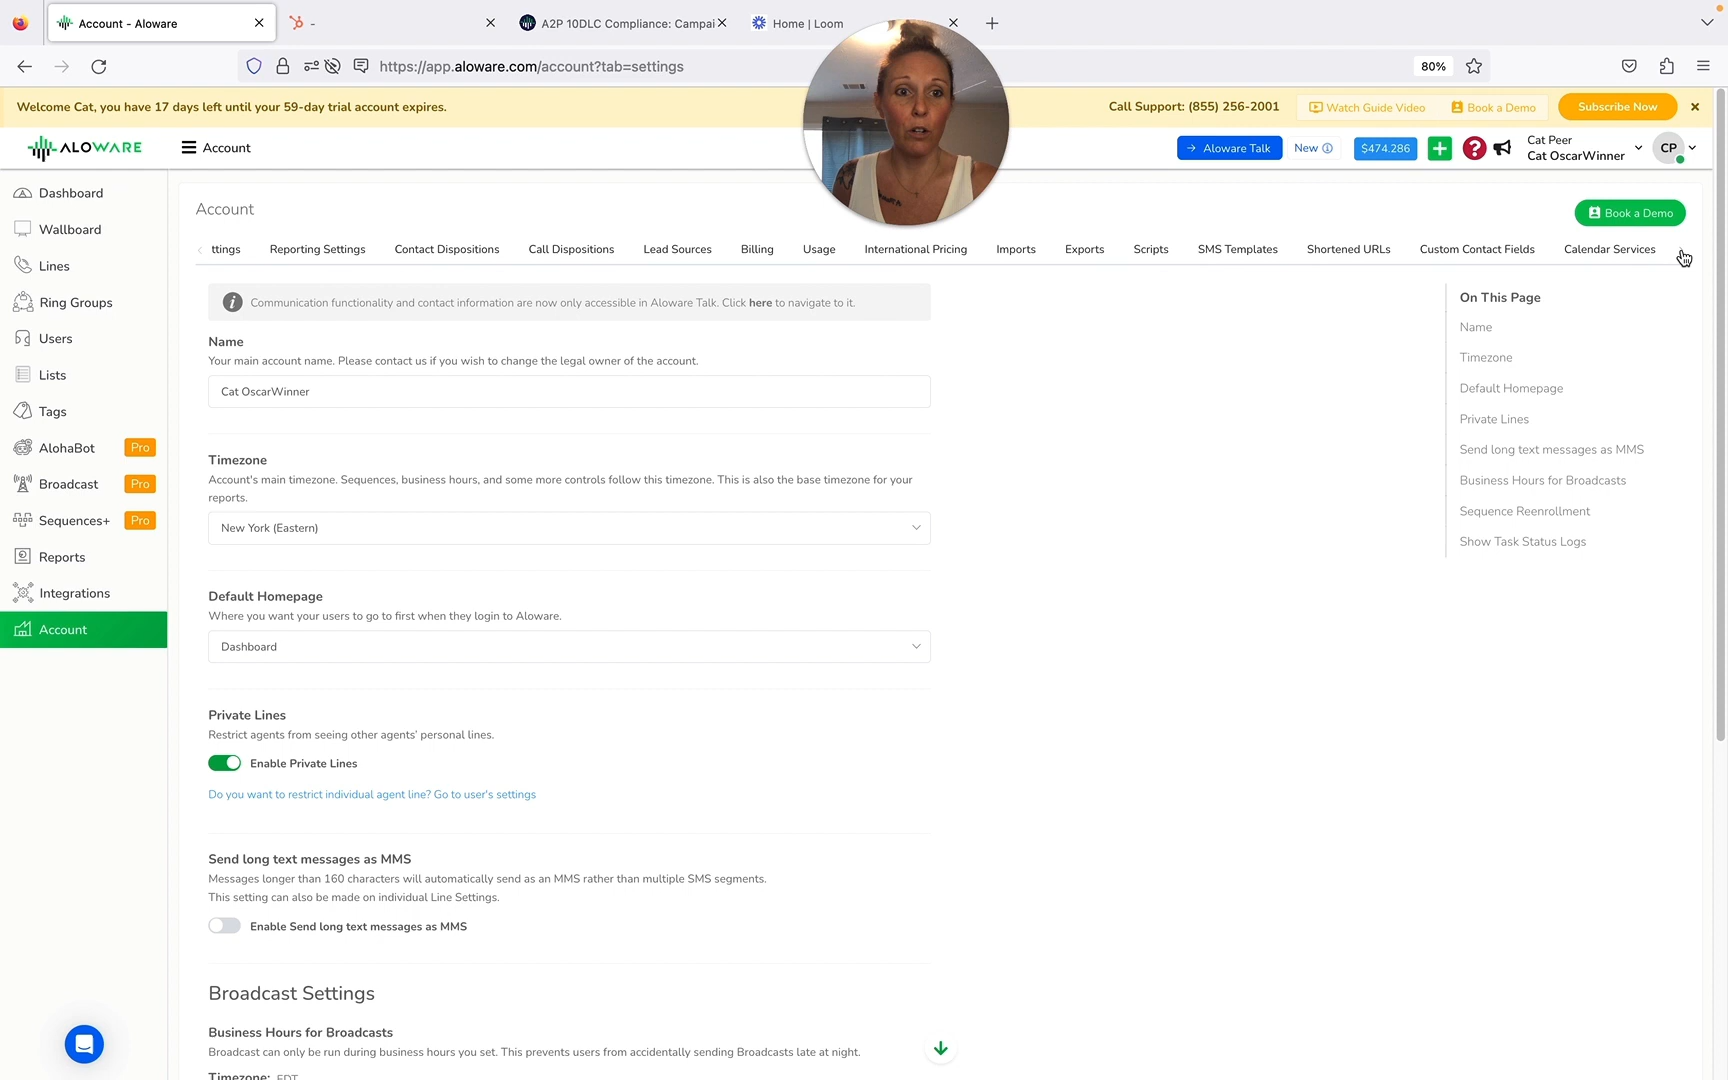 Account - Aloware
-
A2P 10DLC Compliance: Campai
Home | Loom
https://app.aloware.com/account?tab=settings
80%
Welcome Cat, you have 17 days left until your 59-day trial account expires.
Call Support: (855) 256-2001
Watch Guide Video
Book a Demo
Subscribe Now
ALOWARE
Account
Aloware Talk
New
$474.286
Cat Peer
Cat OscarWinner
CP
Dashboard
Wallboard
Lines
Ring Groups
Users
Lists
Tags
AlohaBot Pro
Broadcast Pro
Sequences+ Pro
Reports
Integrations
Account
Account
Book a Demo
ttings
Reporting Settings
Contact Dispositions
Call Dispositions
Lead Sources
Billing
Usage
International Pricing
Imports
Exports
Scripts
SMS Templates
Shortened URLs
Custom Contact Fields
Calendar Services
Communication functionality and contact information are now only accessible in Aloware Talk. Click here to navigate to it.
Name
Your main account name. Please contact us if you wish to change the legal owner of the account.
Cat OscarWinner
Timezone
Account's main timezone. Sequences, business hours, and some more controls follow this timezone. This is also the base timezone for your
reports.
New York (Eastern)
Default Homepage
Where you want your users to go to first when they login to Aloware.
Dashboard
Private Lines
Restrict agents from seeing other agents' personal lines.
Enable Private Lines
Do you want to restrict individual agent line? Go to user's settings
Send long text messages as MMS
Messages longer than 160 characters will automatically send as an MMS rather than multiple SMS segments.
This setting can also be made on individual Line Settings.
Enable Send long text messages as MMS
Broadcast Settings
Business Hours for Broadcasts
Broadcast can only be run during business hours you set. This prevents users from accidentally sending Broadcasts late at night.
Timezone: EDT
On This Page
Name
Timezone
Default Homepage
Private Lines
Send long text messages as MMS
Business Hours for Broadcasts
Sequence Reenrollment
Show Task Status Logs